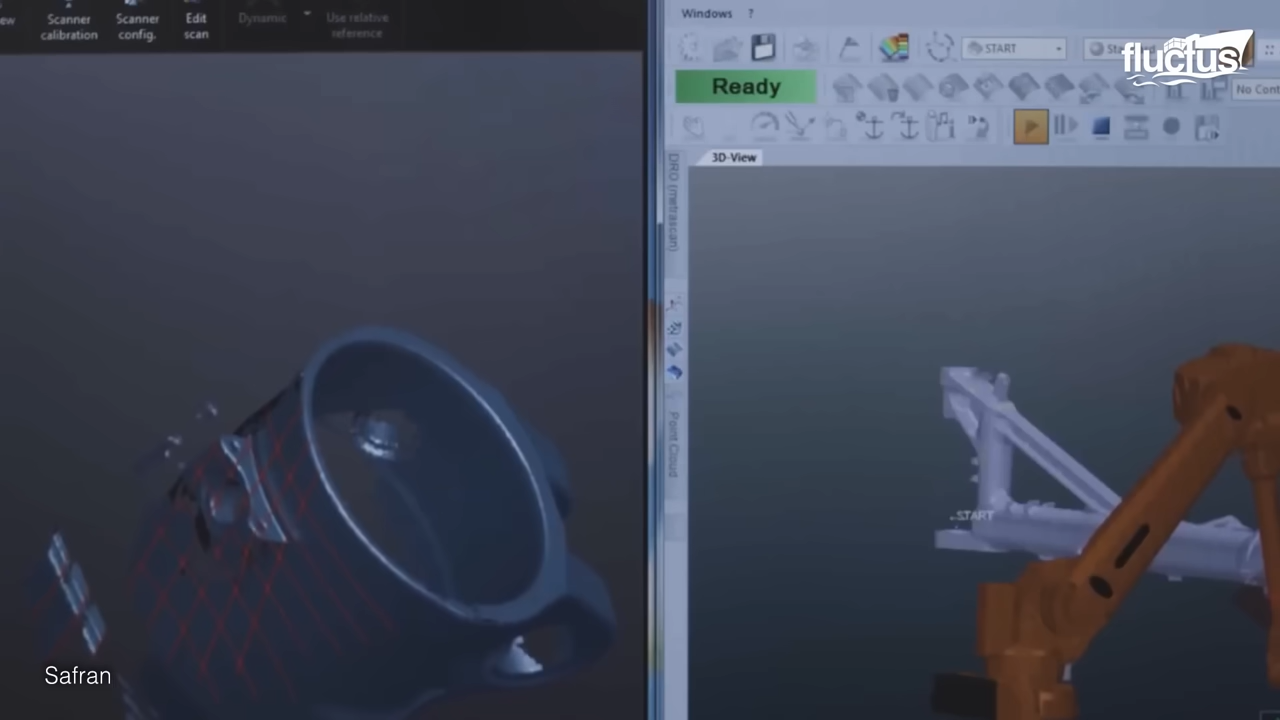 ew
Scanner
calibration
Scanner
config.
Edit
scan
Dynamic
Use relative
reference
Windows ?
START
fluctus
Ready
No Cont
3D-View
DRO (metrascan)
Point Cloud
START
Safran